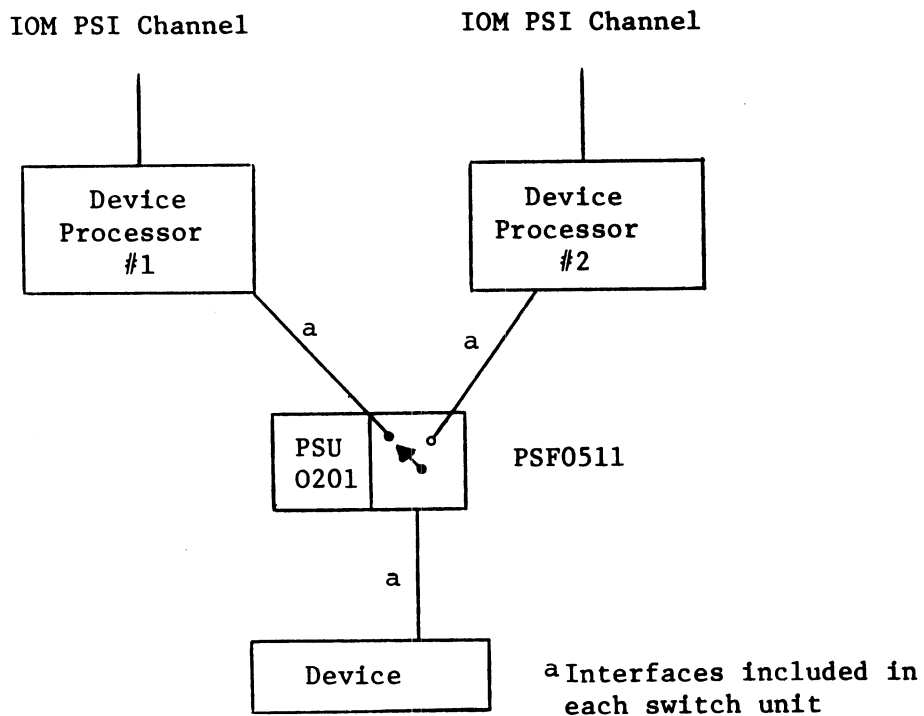 IOM PSI Channel
IOM PSI Channel
Device
Processor
#1
Device
Processor
#2
a
a
PSU
0201
PSF0511
a
Device
a Interfaces included in
each switch unit